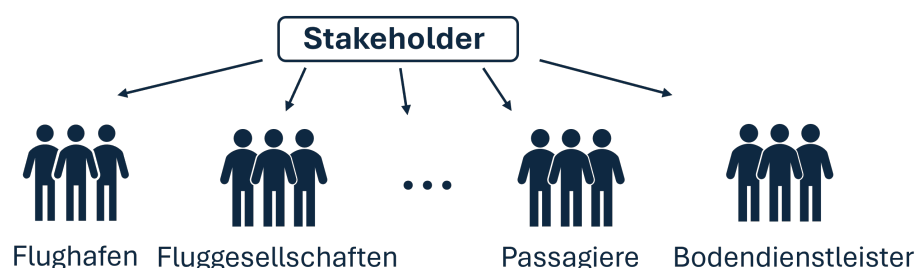 Stakeholder
...
Flughafen Fluggesellschaften Passagiere Bodendienstleister